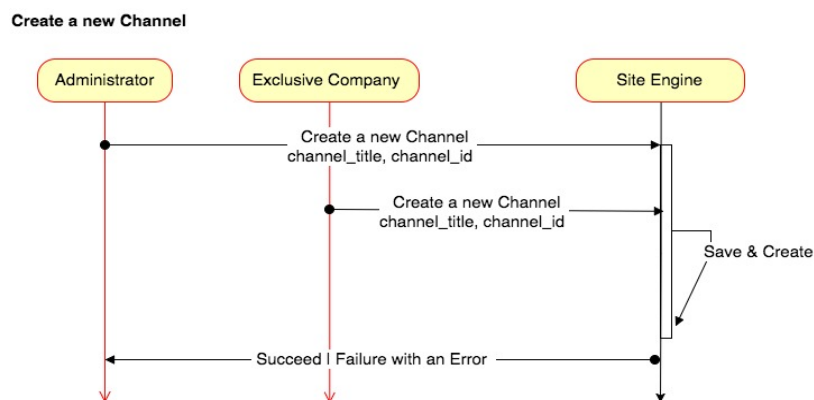 Create a new Channel
Administrator
Exclusive Company
Site Engine
Create a new Channel
channel_title, channel_id
Create a new Channel
channel_title, channel_id
Save & Create
Succeed | Failure with an Error